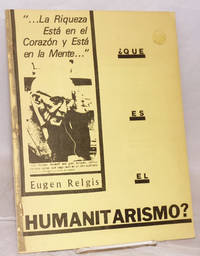 "...La Riqueza
Está en el
Corazón y Está
en la Mente..."
Eugen Relgis
¿QUE
ES
EL
HUMANITARISMO?